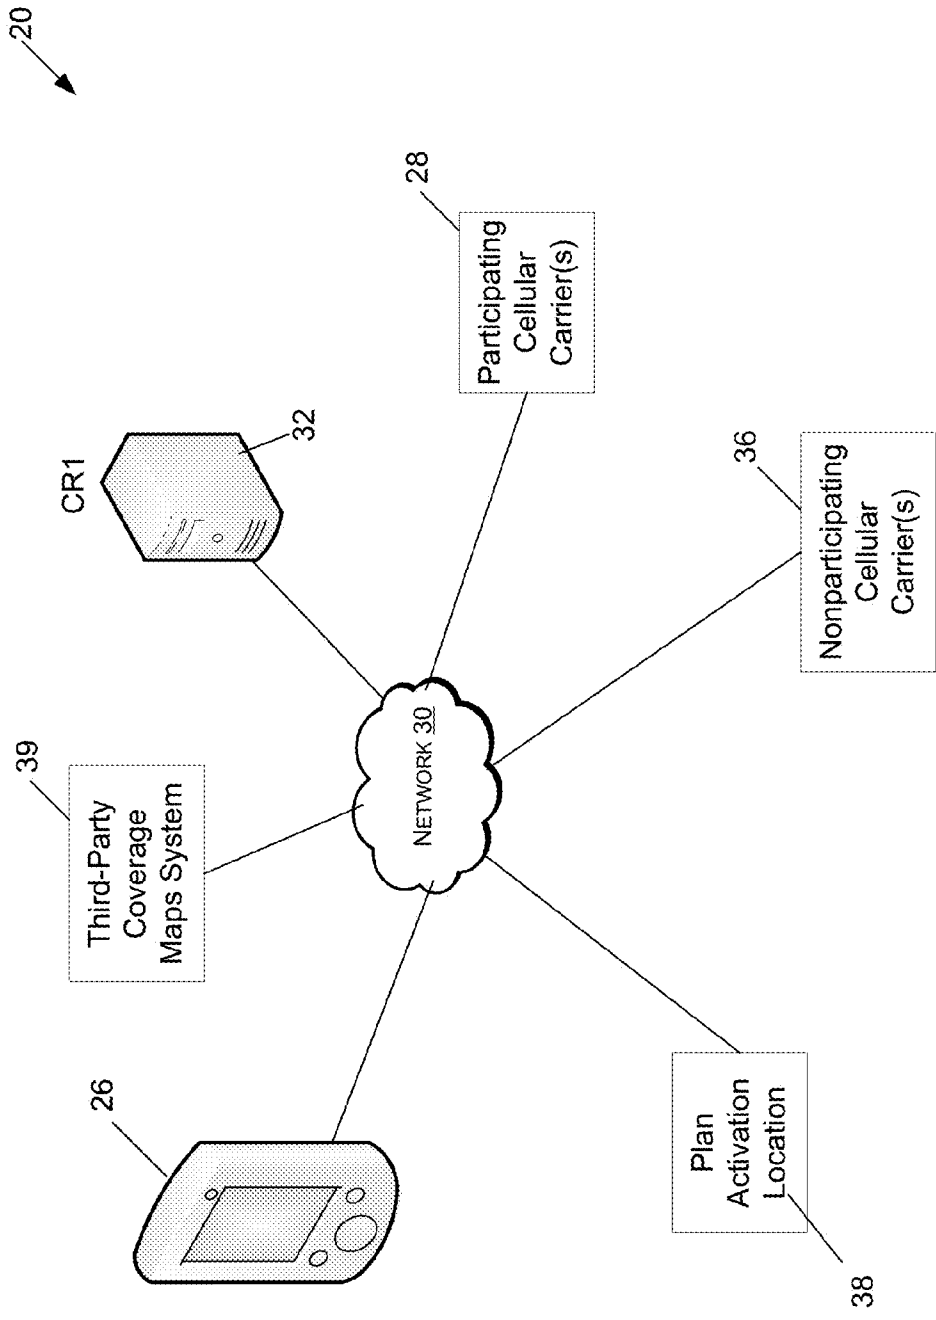 20
26
39
Third-Party
Coverage
Maps System
CR1
32
28
Participating
Cellular
Carrier(s)
NETWORK 30
36
Nonparticipating
Cellular
Carrier(s)
Plan
Activation
Location
38